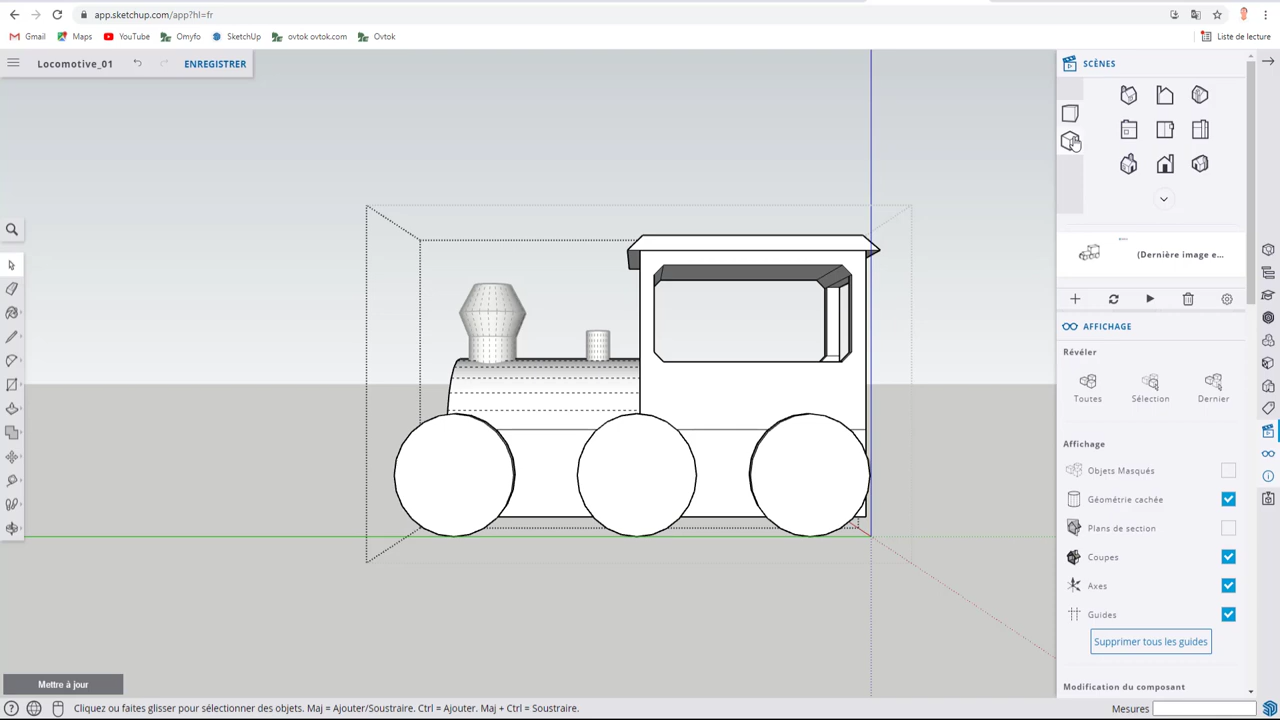 app.sketchup.com/app?hl=fr
Gmail Maps YouTube Omyfo SketchUp ovtok ovtok.com Ovtok Liste de lecture
Locomotive_01 ENREGISTRER
SCÈNES
(Dernière image e...
AFFICHAGE
Révéler
Toutes Sélection Dernier
Affichage
Objets Masqués
Géométrie cachée
Plans de section
Coupes
Axes
Guides
Supprimer tous les guides
Modification du composant
Mettre à jour
Cliquez ou faites glisser pour sélectionner des objets. Maj = Ajouter/Soustraire. Ctrl = Ajouter. Maj + Ctrl = Soustraire. Mesures